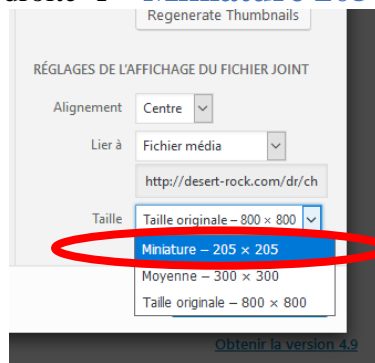 Regenerate Thumbnails
RÉGLAGES DE L'AFFICHAGE DU FICHIER JOINT
Alignement Centre
Lier à Fichier média
http://desert-rock.com/dr/ch
Taille Taille originale – 800 × 800
Miniature – 205 × 205
Moyenne – 300 × 300
Taille originale – 800 × 800
Obtenir la version 4.9